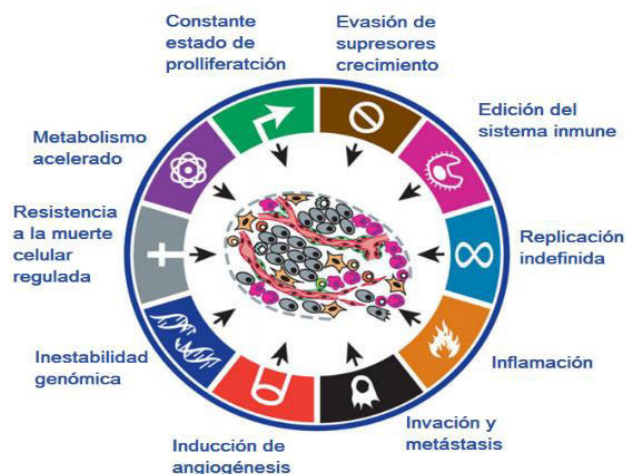 Constante
estado de
prolliferatción
Evasión de
supresores
crecimiento
Edición del
sistema inmune
Metabolismo
acelerado
Resistencia
a la muerte
celular
regulada
Replicación
indefinida
Inestabilidad
genómica
Inflamación
Inducción de
angiogénesis
Invación y
metástasis